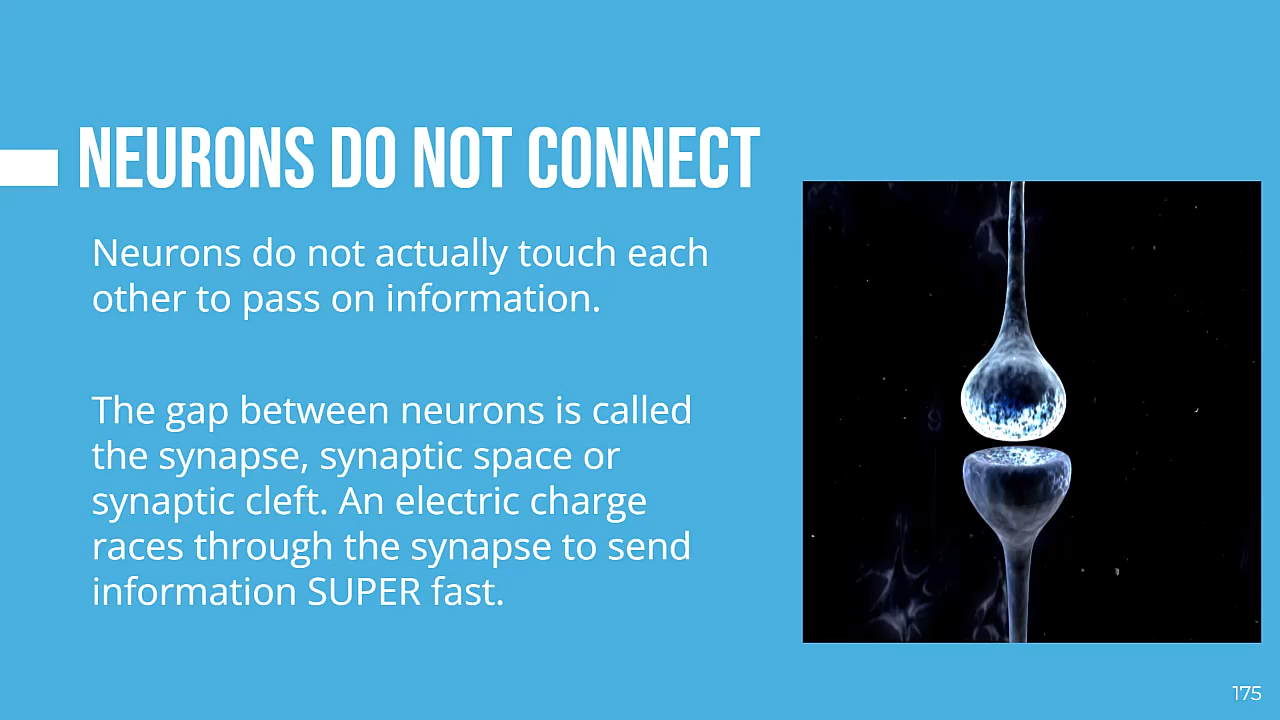 NEURONS DO NOT CONNECT
Neurons do not actually touch each
other to pass on information.
The gap between neurons is called
the synapse, synaptic space or
synaptic cleft. An electric charge
races through the synapse to send
information SUPER fast.
175